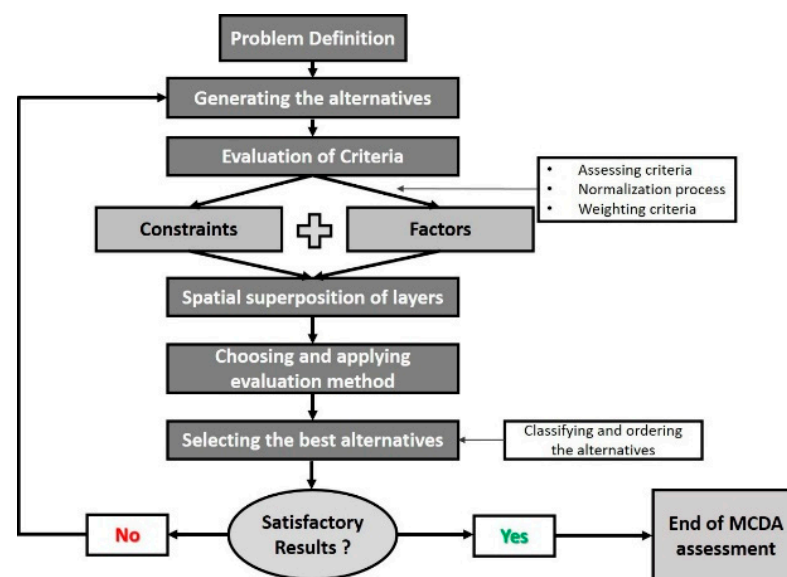 Problem Definition
Generating the alternatives
Evaluation of Criteria
• Assessing criteria
• Normalization process
• Weighting criteria
Constraints
Factors
Spatial superposition of layers
Choosing and applying
evaluation method
Selecting the best alternatives
Classifying and ordering
the alternatives
Satisfactory
Results ?
No
Yes
End of MCDA
assessment